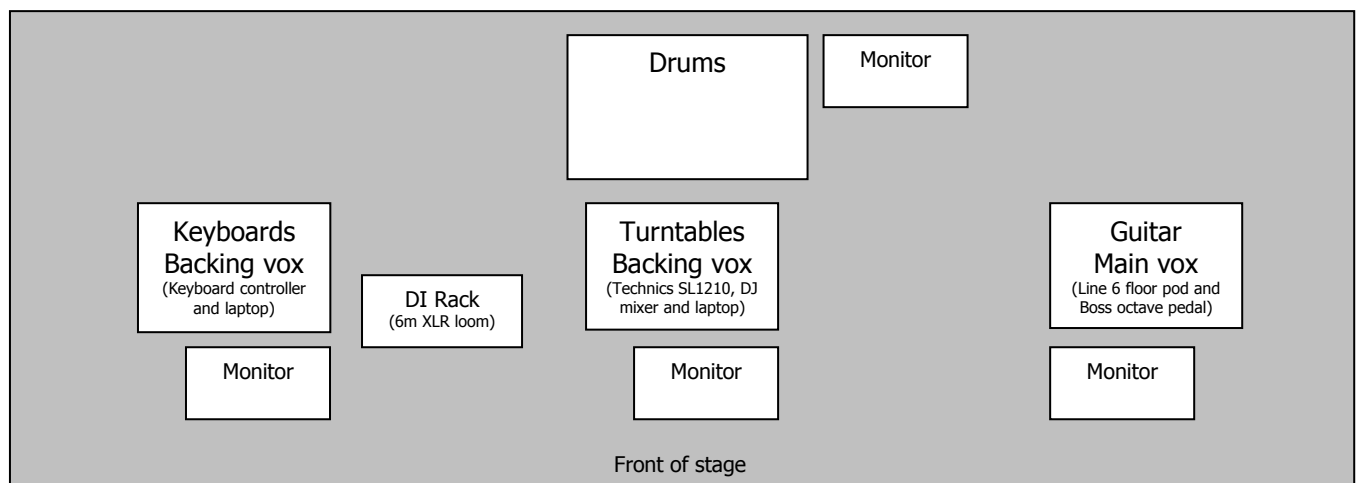 Drums
Monitor
Keyboards
Backing vox
(Keyboard controller
and laptop)
DI Rack
(6m XLR loom)
Turntables
Backing vox
(Technics SL1210, DJ
mixer and laptop)
Guitar
Main vox
(Line 6 floor pod and
Boss octave pedal)
Monitor
Monitor
Monitor
Front of stage